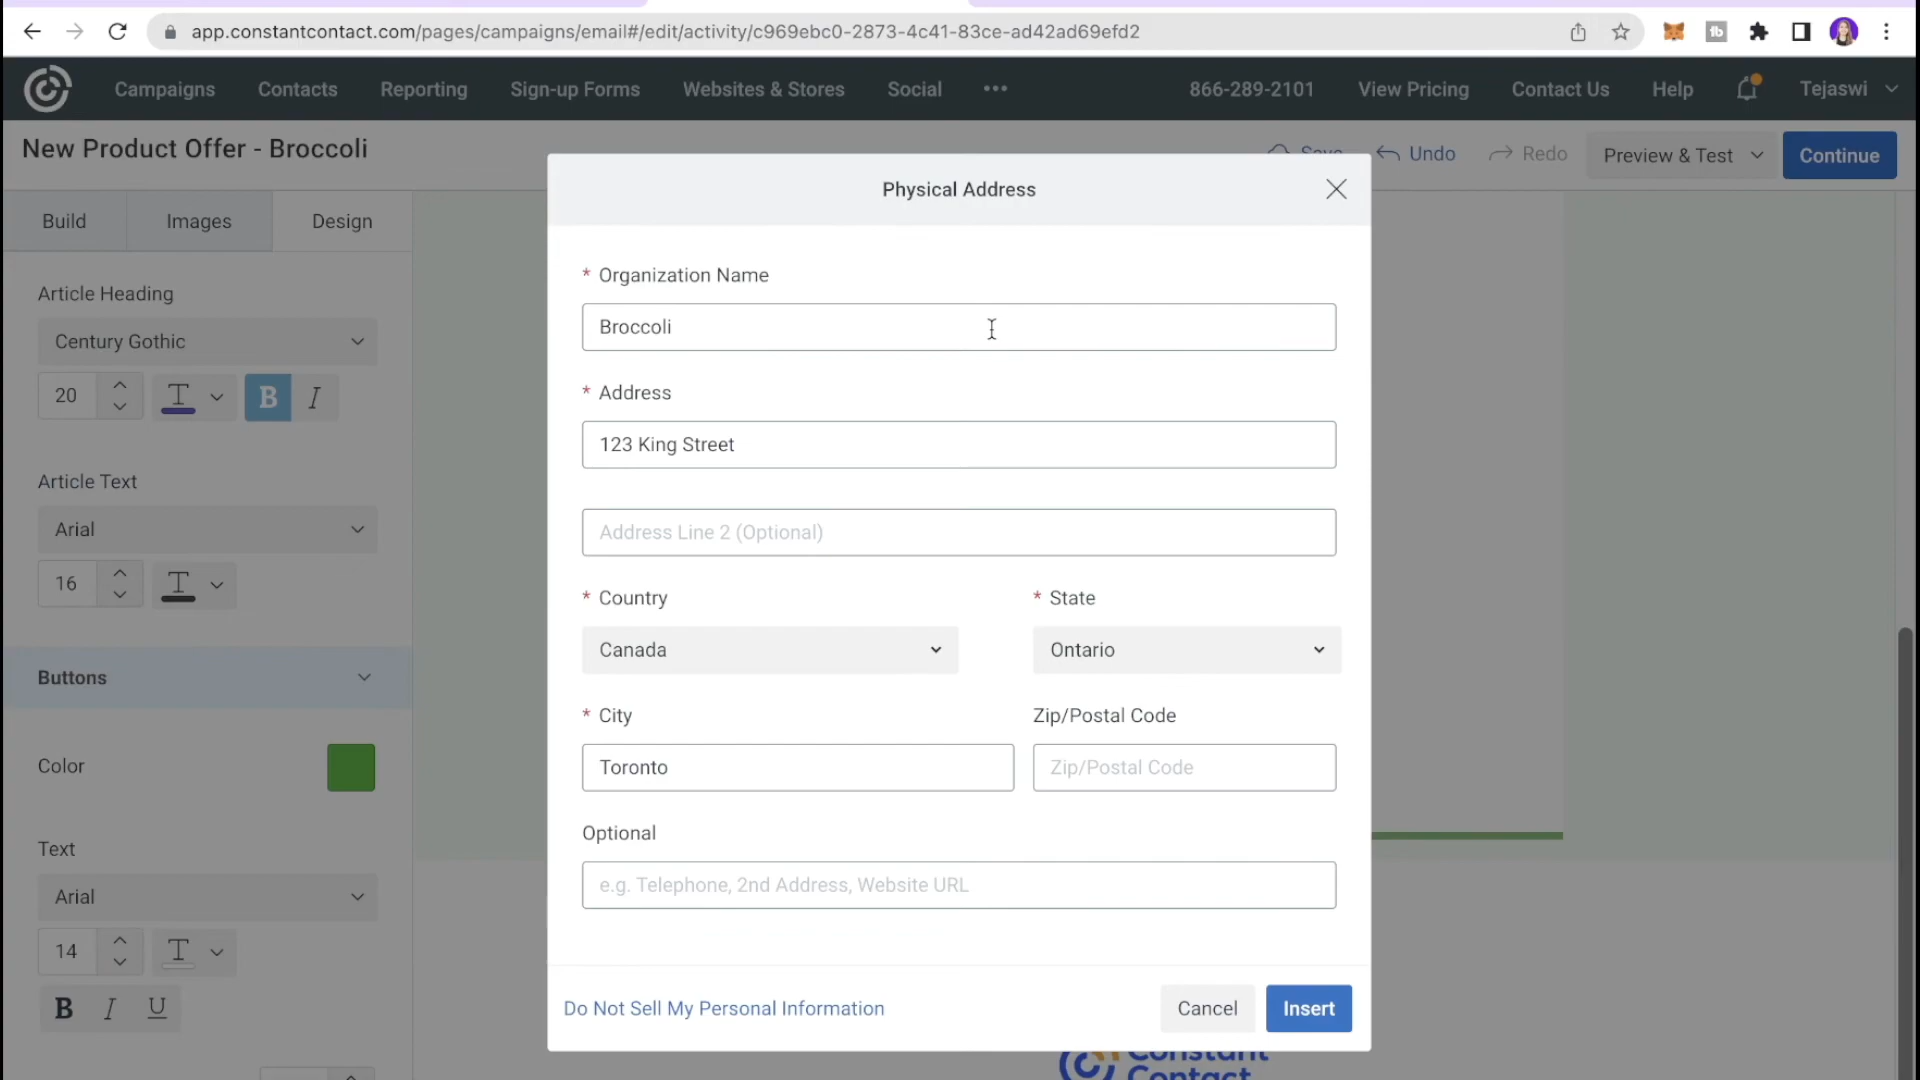 app.constantcontact.com/pages/campaigns/email#/edit/activity/c969ebc0-2873-4c41-83ce-ad42ad69efd2
Campaigns Contacts Reporting Sign-up Forms Websites & Stores Social ••• 866-289-2101 View Pricing Contact Us Help Tejaswi
New Product Offer - Broccoli
Save Undo Redo Preview & Test Continue
Build Images Design
Physical Address
Article Heading
Century Gothic
20 T B I
Article Text
Arial
16 T
Buttons
Color
Text
Arial
14 T
B I U
* Organization Name
Broccoli
* Address
123 King Street
Address Line 2 (Optional)
* Country * State
Canada Ontario
* City Zip/Postal Code
Toronto Zip/Postal Code
Optional
e.g. Telephone, 2nd Address, Website URL
Do Not Sell My Personal Information Cancel Insert
Constant
Contact